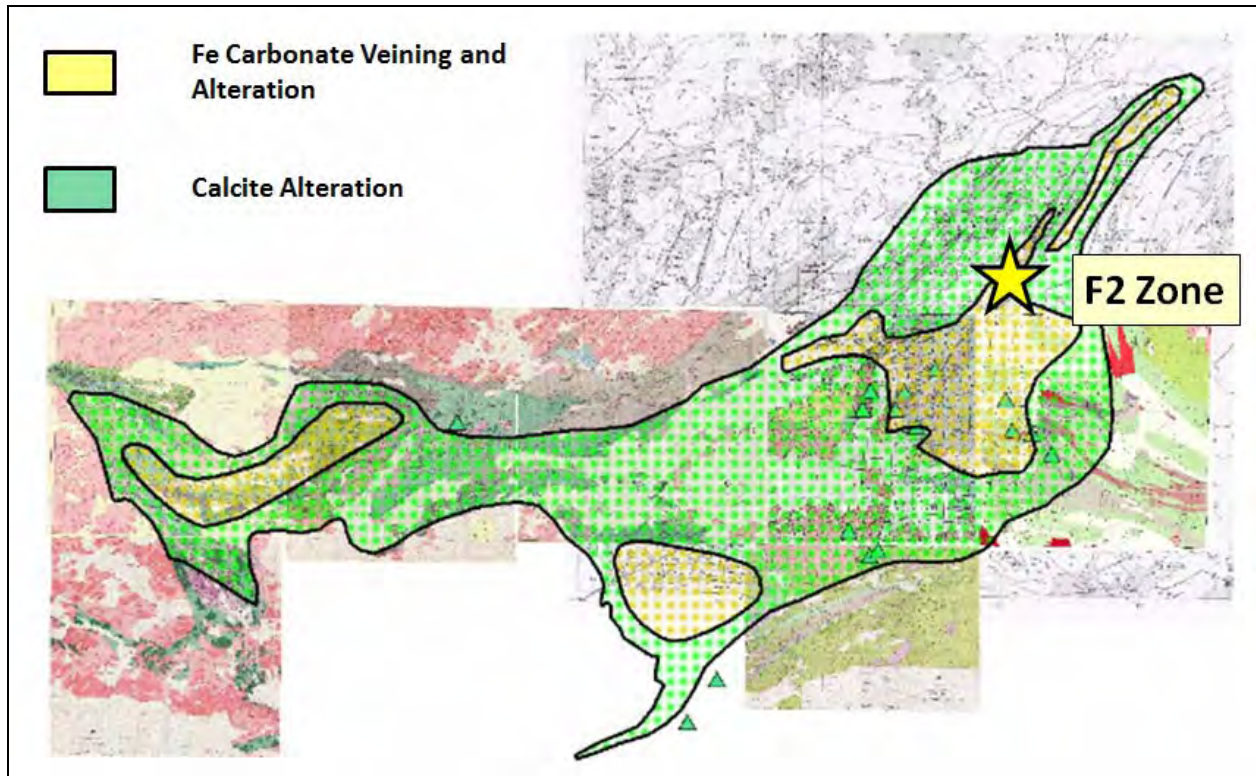 Fe Carbonate Veining and
Alteration
Calcite Alteration
F2 Zone